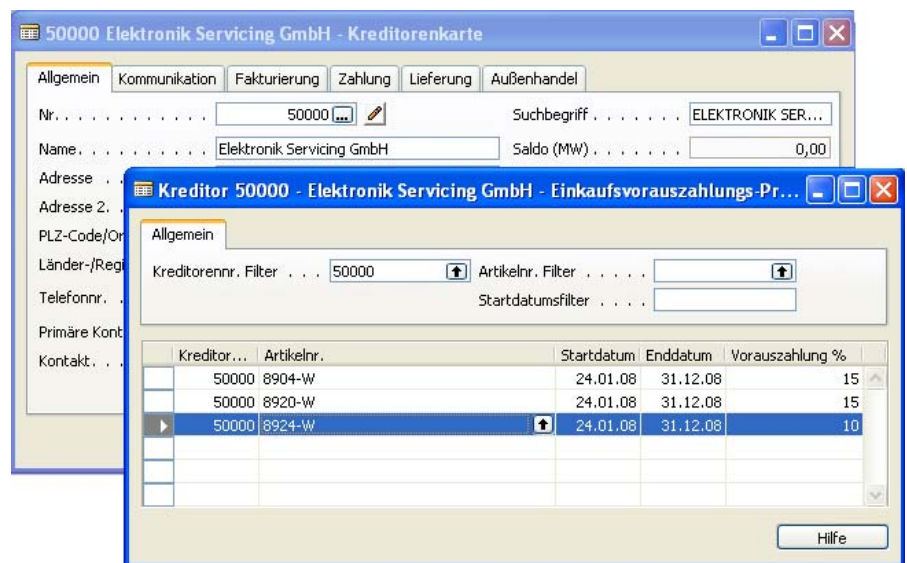 50000 Elektronik Servicing GmbH - Kreditorenkarte
Allgemein Kommunikation Fakturierung Zahlung Lieferung Außenhandel
Nr. . . . . . . . . . . . 50000 ... Suchbegriff . . . . . . . ELEKTRONIK SER...
Name. . . . . . . . . . . Elektronik Servicing GmbH Saldo (MW) . . . . . . . 0,00
Adresse . .
Adresse 2. .
PLZ-Code/Or
Länder-/Regi
Telefonnr. .
Primäre Kont
Kontakt. . .
Kreditor 50000 - Elektronik Servicing GmbH - Einkaufsvorauszahlungs-Pr...
Allgemein
Kreditorennr. Filter . . . 50000 Artikelnr. Filter . . . . .
Startdatumsfilter . . . .
Kreditor... Artikelnr. Startdatum Enddatum Vorauszahlung %
50000 8904-W 24.01.08 31.12.08 15
50000 8920-W 24.01.08 31.12.08 15
50000 8924-W 24.01.08 31.12.08 10
Hilfe